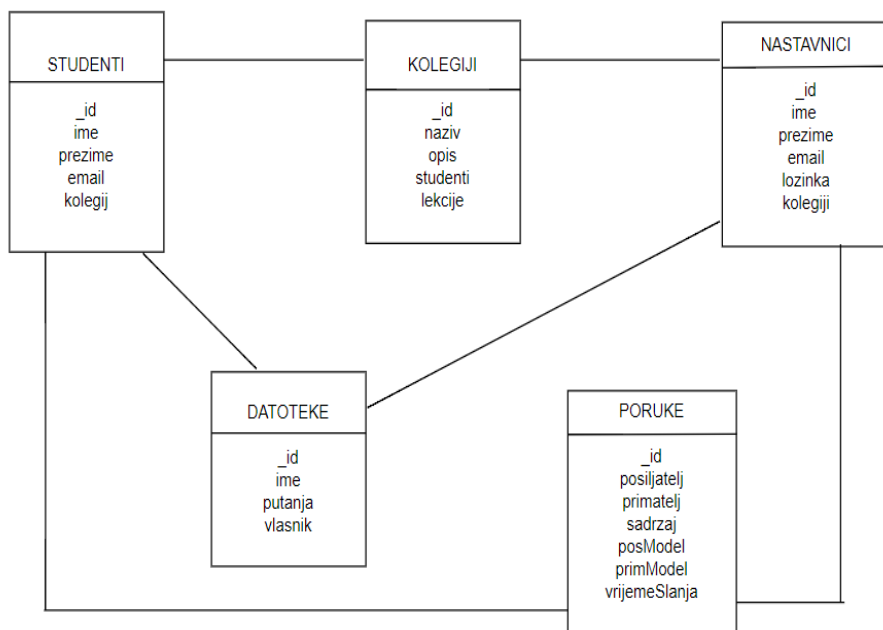 STUDENTI
_id
ime
prezime
email
kolegij
KOLEGIJI
_id
naziv
opis
studenti
lekcije
NASTAVNICI
_id
ime
prezime
email
lozinka
kolegiji
DATOTEKE
_id
ime
putanja
vlasnik
PORUKE
_id
posiljatelj
primatelj
sadrzaj
posModel
primModel
vrijemeSlanja